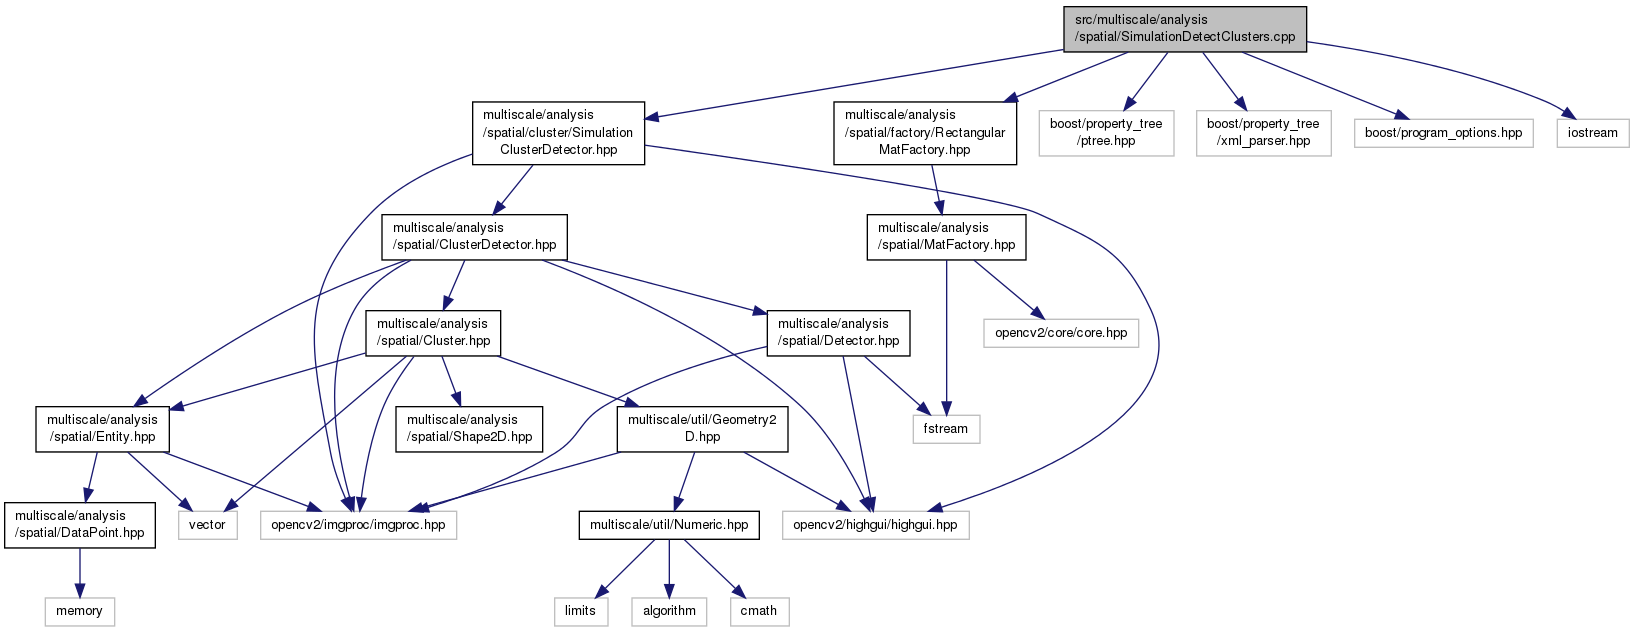 src/multiscale/analysis
/spatial/SimulationDetectClusters.cpp
multiscale/analysis
/spatial/cluster/Simulation
ClusterDetector.hpp
multiscale/analysis
/spatial/factory/Rectangular
MatFactory.hpp
boost/property_tree
/ptree.hpp
boost/property_tree
/xml_parser.hpp
boost/program_options.hpp
iostream
multiscale/analysis
/spatial/ClusterDetector.hpp
multiscale/analysis
/spatial/MatFactory.hpp
multiscale/analysis
/spatial/Cluster.hpp
multiscale/analysis
/spatial/Detector.hpp
opencv2/core/core.hpp
multiscale/analysis
/spatial/Entity.hpp
multiscale/analysis
/spatial/Shape2D.hpp
multiscale/util/Geometry2
D.hpp
fstream
multiscale/analysis
/spatial/DataPoint.hpp
vector
opencv2/imgproc/imgproc.hpp
multiscale/util/Numeric.hpp
opencv2/highgui/highgui.hpp
memory
limits
algorithm
cmath